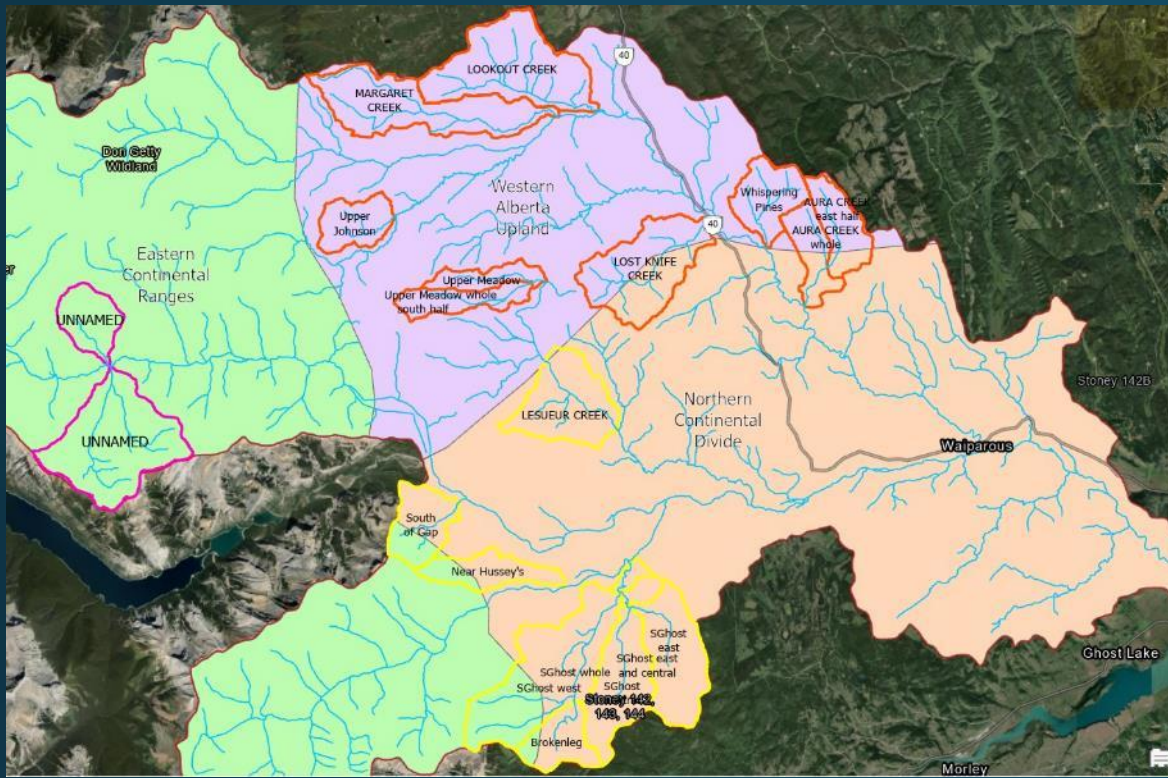 40
LOOKOUT CREEK
MARGARET
CREEK
Don Getty
Wildland
Western
Alberta
Upland
Whispering
Pines
AURA CREEK
east half
AURA CREEK
whole
Upper
Johnson
40
Eastern
Continental
Ranges
LOST KNIFE
CREEK
er
Upper Meadow
Upper Meadow whole
south half
UNNAMED
Stoney 142B
LESUEUR CREEK
Northern
Continental
Divide
UNNAMED
Waiparous
South
of Gap
Near Hussey's
SGhost
east
SGhost east
and central
SGhost whole
SGhost west
SGhost
Stoney 142,
143, 144
Ghost Lake
Brokenleg
Morley